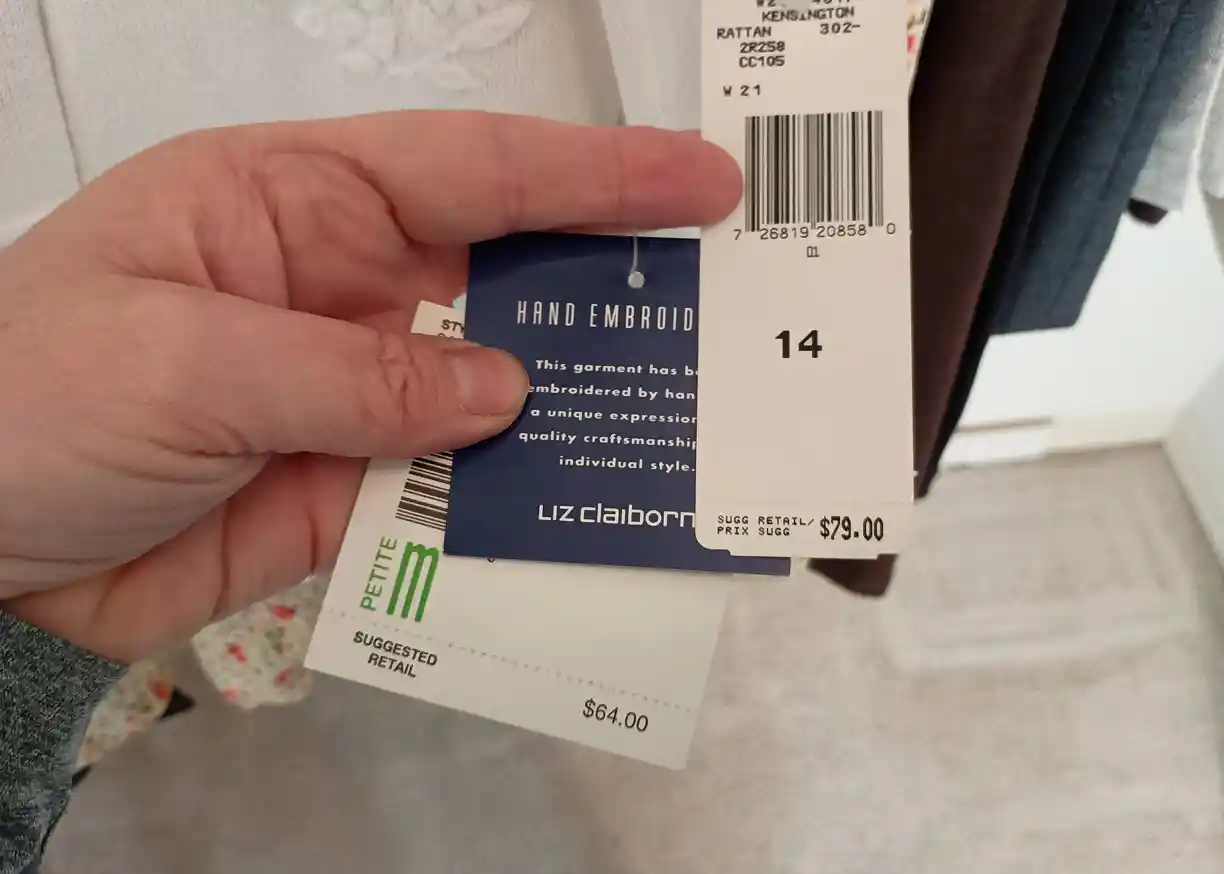 KENSINGTON
RATTAN 302-
2R258
CC105
W 21
7 26819 20858 0
01
14
SUGG RETAIL/
PRIX SUGG $79.00
HAND EMBROID
This garment has b
embroidered by han
a unique expression
quality craftsmanship
individual style.
LIZ claiborn
STY
PETITE m
SUGGESTED
RETAIL
$64.00